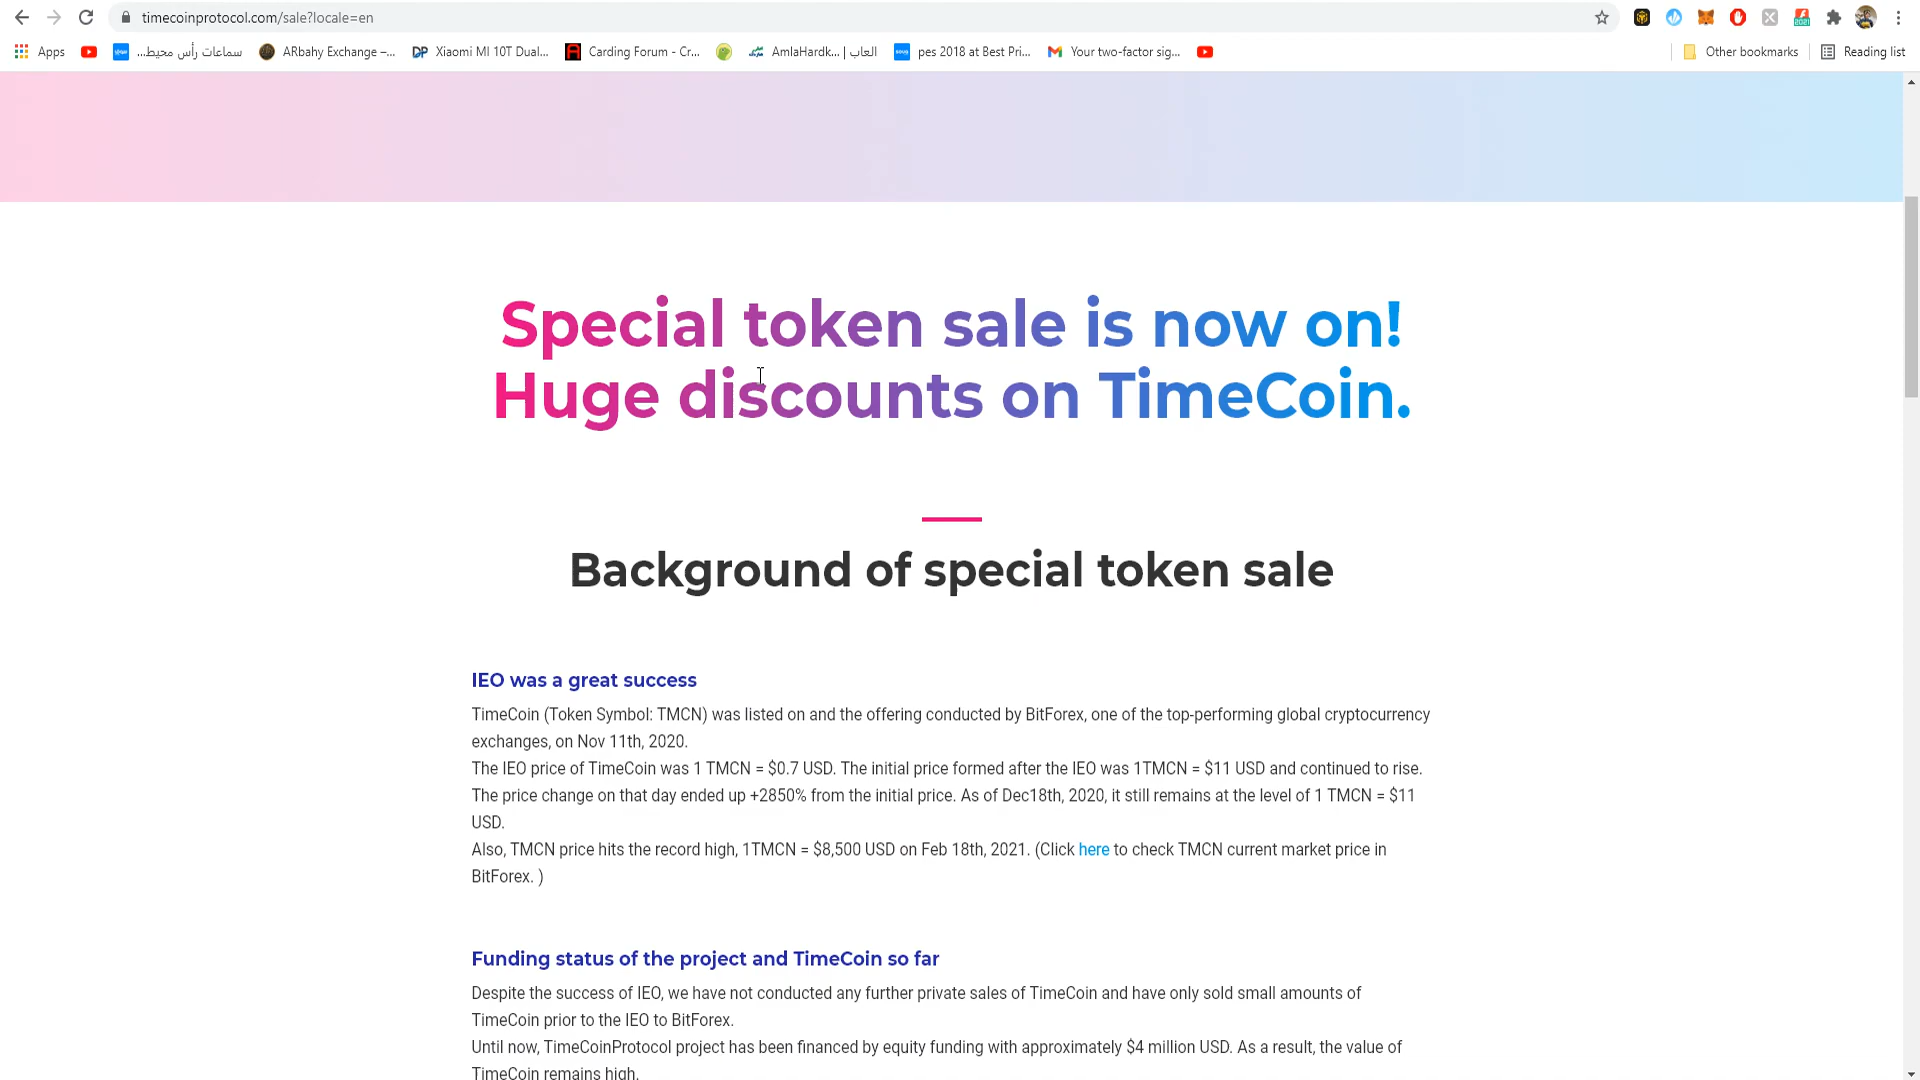 timecoinprotocol.com/sale?locale=en
Apps
سماعات رأس محيط...
ARbahy Exchange –...
Xiaomi MI 10T Dual...
Carding Forum - Cr...
AmlaHardk... | العاب
pes 2018 at Best Pri...
Your two-factor sig...
Other bookmarks
Reading list
Special token sale is now on!
Huge discounts on TimeCoin.
Background of special token sale
IEO was a great success
TimeCoin (Token Symbol: TMCN) was listed on and the offering conducted by BitForex, one of the top-performing global cryptocurrency
exchanges, on Nov 11th, 2020.
The IEO price of TimeCoin was 1 TMCN = $0.7 USD. The initial price formed after the IEO was 1TMCN = $11 USD and continued to rise.
The price change on that day ended up +2850% from the initial price. As of Dec18th, 2020, it still remains at the level of 1 TMCN = $11
USD.
Also, TMCN price hits the record high, 1TMCN = $8,500 USD on Feb 18th, 2021. (Click here to check TMCN current market price in
BitForex. )
Funding status of the project and TimeCoin so far
Despite the success of IEO, we have not conducted any further private sales of TimeCoin and have only sold small amounts of
TimeCoin prior to the IEO to BitForex.
Until now, TimeCoinProtocol project has been financed by equity funding with approximately $4 million USD. As a result, the value of
TimeCoin remains high.